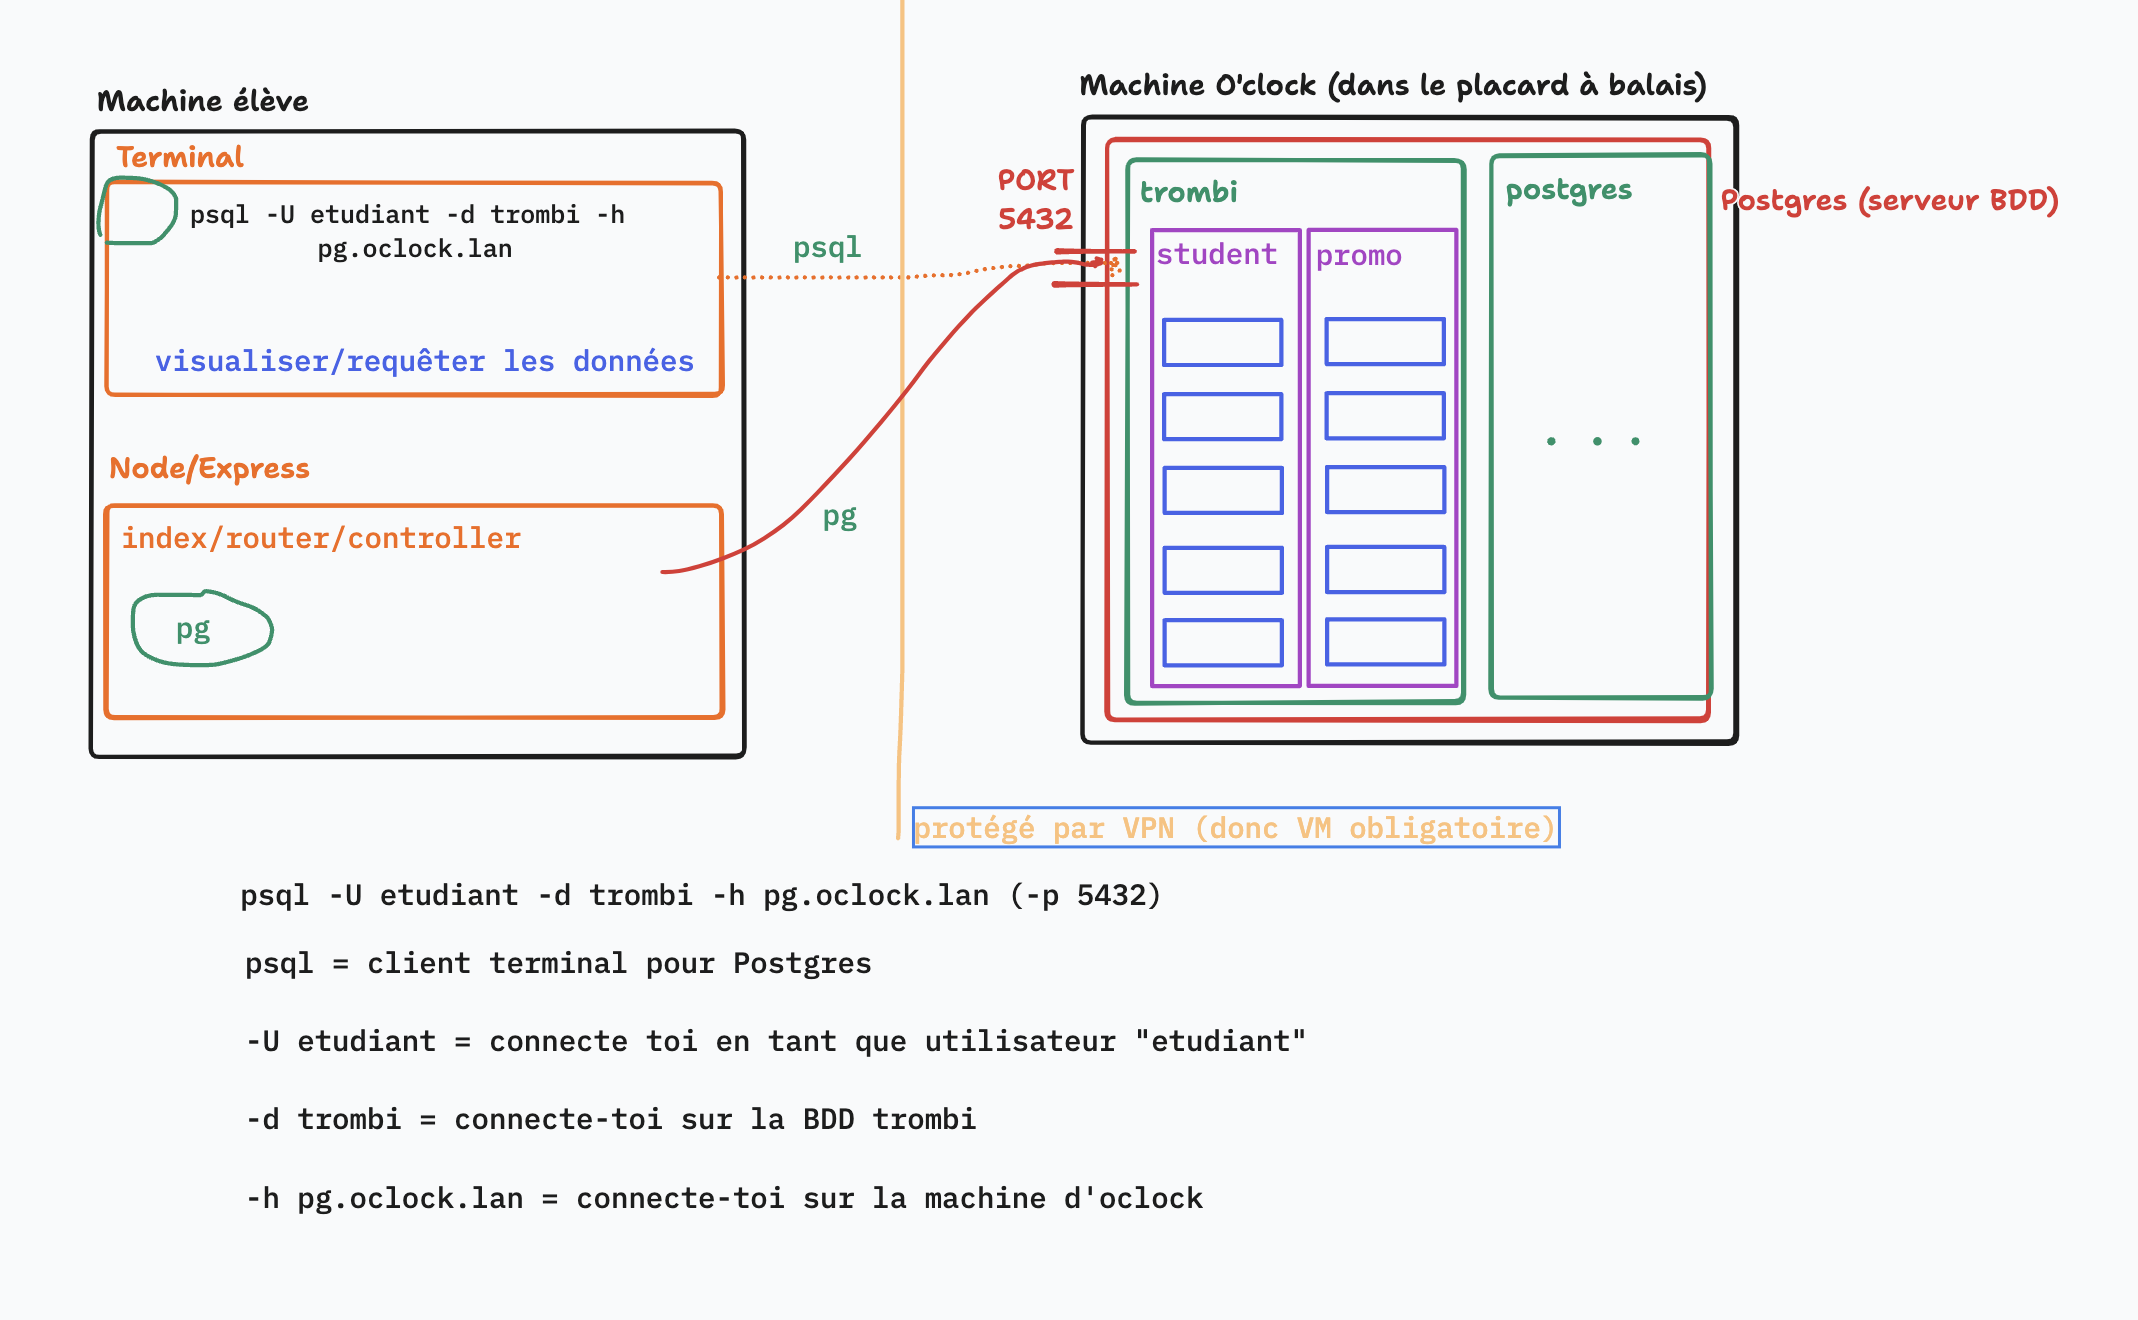 Machine élève
Terminal
psql -U etudiant -d trombi -h
pg.oclock.lan
visualiser/requêter les données
Node/Express
index/router/controller
pg
psql
pg
Machine O'clock (dans le placard à balais)
PORT
5432
trombi
student
promo
postgres
. . .
Postgres (serveur BDD)
protégé par VPN (donc VM obligatoire)
psql -U etudiant -d trombi -h pg.oclock.lan (-p 5432)
psql = client terminal pour Postgres
-U etudiant = connecte toi en tant que utilisateur "etudiant"
-d trombi = connecte-toi sur la BDD trombi
-h pg.oclock.lan = connecte-toi sur la machine d'oclock